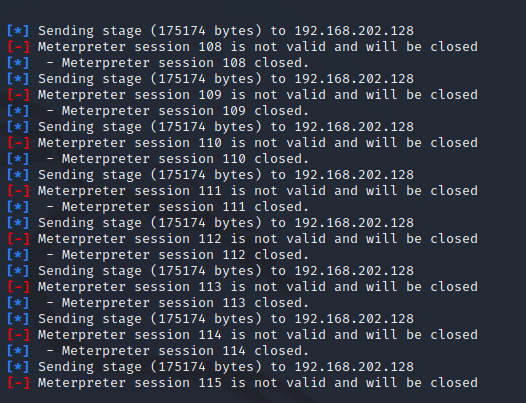 [*] Sending stage (175174 bytes) to 192.168.202.128
[-] Meterpreter session 108 is not valid and will be closed
[*]  - Meterpreter session 108 closed.
[*] Sending stage (175174 bytes) to 192.168.202.128
[-] Meterpreter session 109 is not valid and will be closed
[*]  - Meterpreter session 109 closed.
[*] Sending stage (175174 bytes) to 192.168.202.128
[-] Meterpreter session 110 is not valid and will be closed
[*]  - Meterpreter session 110 closed.
[*] Sending stage (175174 bytes) to 192.168.202.128
[-] Meterpreter session 111 is not valid and will be closed
[*]  - Meterpreter session 111 closed.
[*] Sending stage (175174 bytes) to 192.168.202.128
[-] Meterpreter session 112 is not valid and will be closed
[*]  - Meterpreter session 112 closed.
[*] Sending stage (175174 bytes) to 192.168.202.128
[-] Meterpreter session 113 is not valid and will be closed
[*]  - Meterpreter session 113 closed.
[*] Sending stage (175174 bytes) to 192.168.202.128
[-] Meterpreter session 114 is not valid and will be closed
[*]  - Meterpreter session 114 closed.
[*] Sending stage (175174 bytes) to 192.168.202.128
[-] Meterpreter session 115 is not valid and will be closed